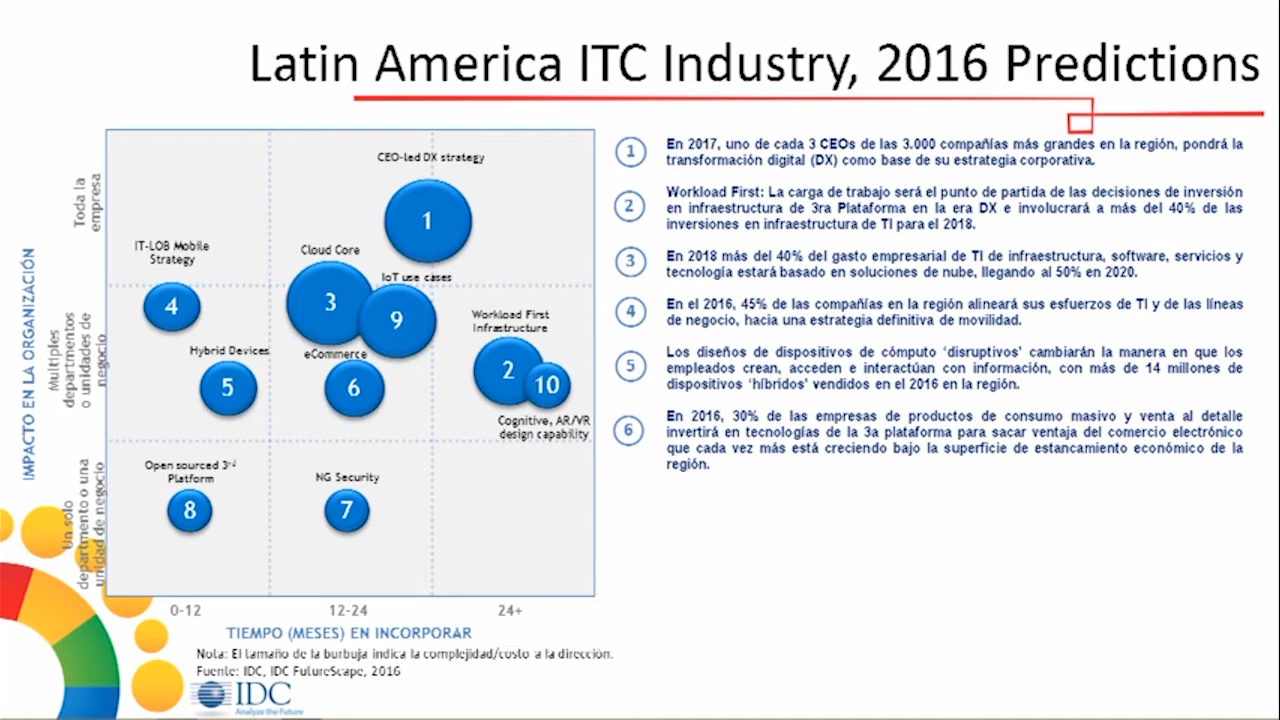 Latin America ITC Industry, 2016 Predictions
IMPACTO EN LA ORGANIZACIÓN
Toda la
empresa
Multiples
departmentos
o unidades de
negocio
Un solo
departmento o una
unidad de negocio
CEO-led DX strategy
1
IT-LOB Mobile
Strategy
4
Cloud Core
3
IoT use cases
9
Workload First
Infrastructure
2
10
Cognitive, AR/VR
design capability
Hybrid Devices
5
eCommerce
6
Open sourced 3rd
Platform
8
NG Security
7
0-12 12-24 24+
TIEMPO (MESES) EN INCORPORAR
Nota: El tamaño de la burbuja indica la complejidad/costo a la dirección.
Fuente: IDC, IDC FutureScape, 2016
IDC
Analyze the Future
1
En 2017, uno de cada 3 CEOs de las 3.000 compañías más grandes en la región, pondrá la
transformación digital (DX) como base de su estrategia corporativa.
2
Workload First: La carga de trabajo será el punto de partida de las decisiones de inversión
en infraestructura de 3ra Plataforma en la era DX e involucrará a más del 40% de las
inversiones en infraestructura de TI para el 2018.
3
En 2018 más del 40% del gasto empresarial de TI de infraestructura, software, servicios y
tecnología estará basado en soluciones de nube, llegando al 50% en 2020.
4
En el 2016, 45% de las compañías en la región alineará sus esfuerzos de TI y de las líneas
de negocio, hacia una estrategia definitiva de movilidad.
5
Los diseños de dispositivos de cómputo ‘disruptivos’ cambiarán la manera en que los
empleados crean, acceden e interactúan con información, con más de 14 millones de
dispositivos ‘híbridos’ vendidos en el 2016 en la región.
6
En 2016, 30% de las empresas de productos de consumo masivo y venta al detalle
invertirá en tecnologías de la 3a plataforma para sacar ventaja del comercio electrónico
que cada vez más está creciendo bajo la superficie de estancamiento económico de la
región.